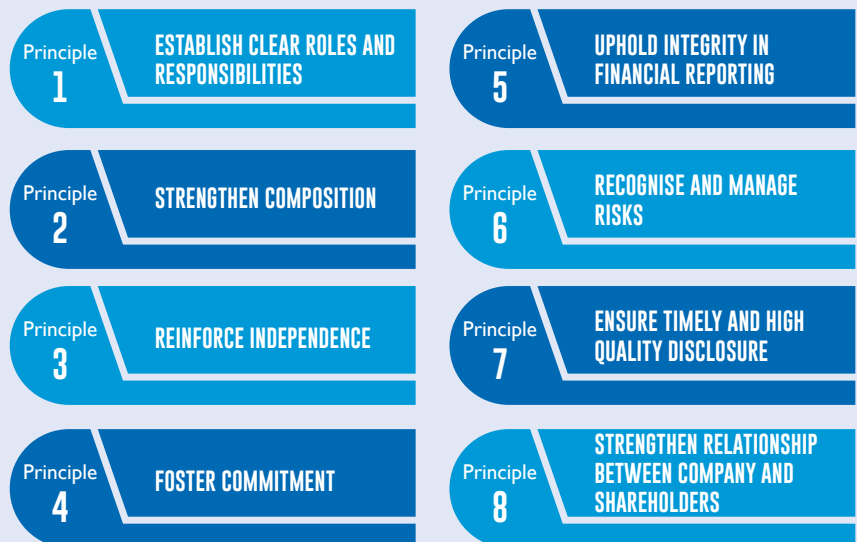 Principle
1
ESTABLISH CLEAR ROLES AND
RESPONSIBILITIES
Principle
2
STRENGTHEN COMPOSITION
Principle
3
REINFORCE INDEPENDENCE
Principle
4
FOSTER COMMITMENT
Principle
5
UPHOLD INTEGRITY IN
FINANCIAL REPORTING
Principle
6
RECOGNISE AND MANAGE
RISKS
Principle
7
ENSURE TIMELY AND HIGH
QUALITY DISCLOSURE
Principle
8
STRENGTHEN RELATIONSHIP
BETWEEN COMPANY AND
SHAREHOLDERS